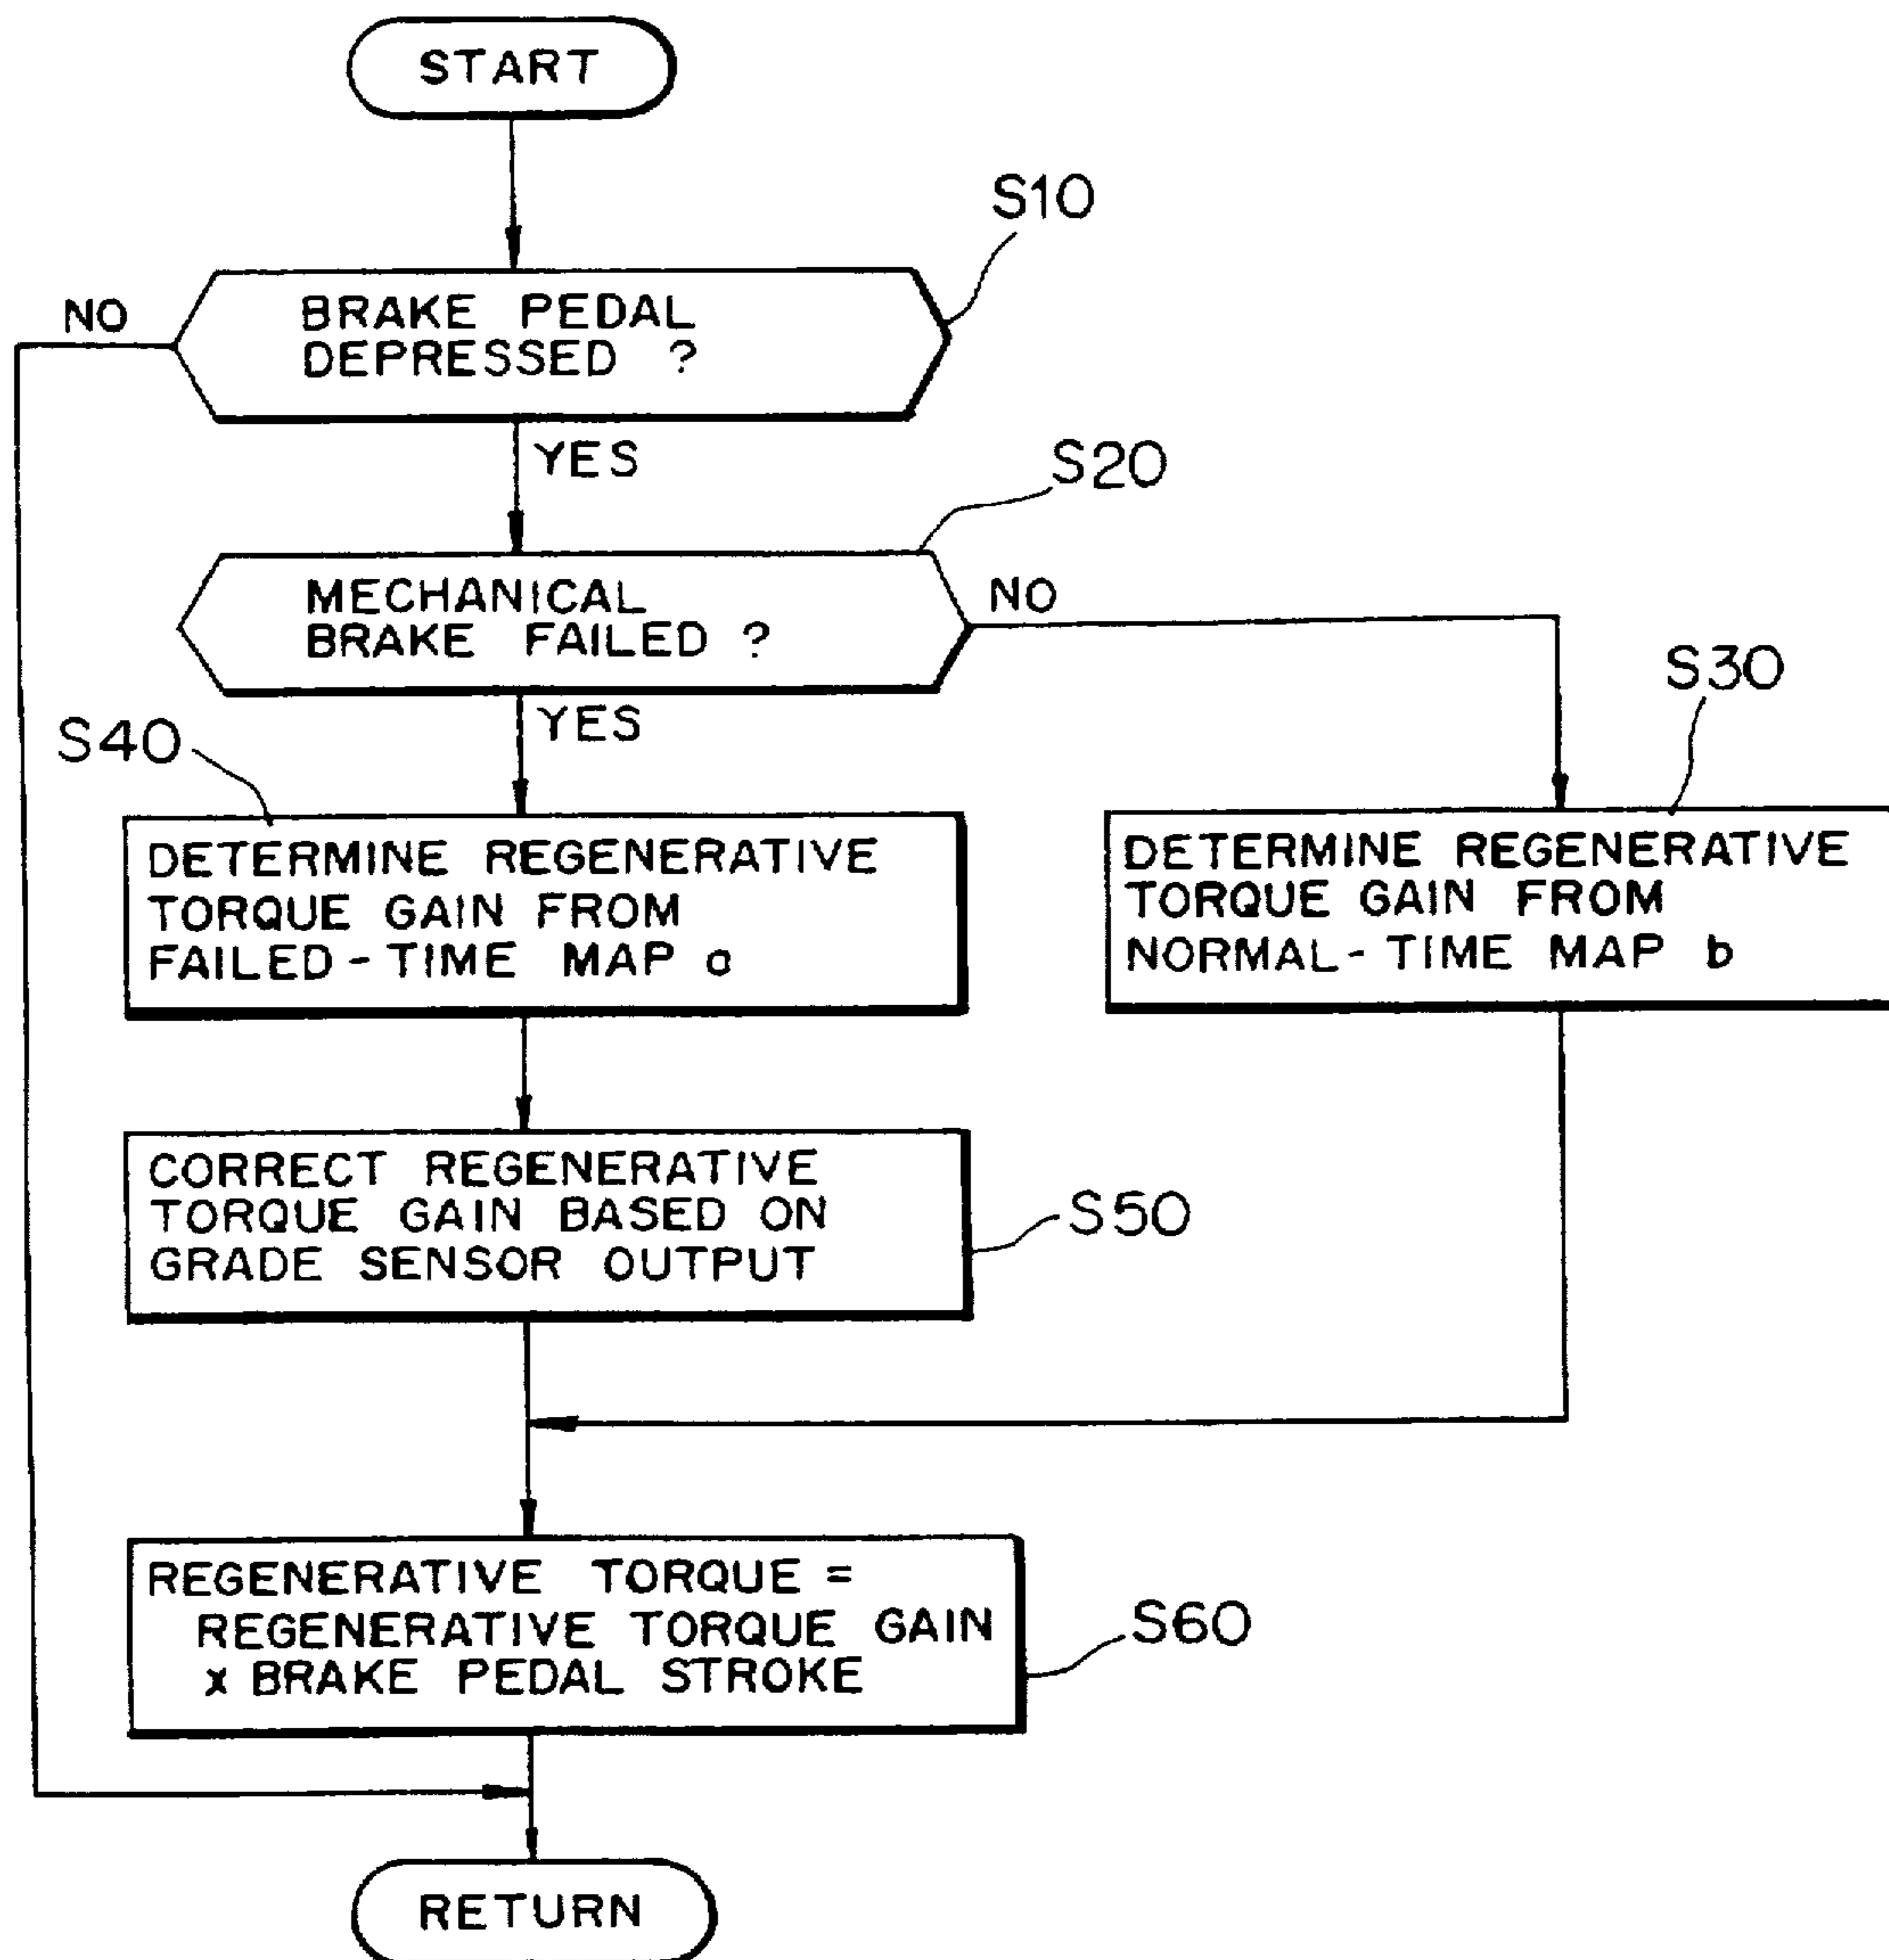 START
S10
NO
BRAKE PEDAL
DEPRESSED ?
YES
S20
MECHANICAL
BRAKE FAILED ?
NO
YES
S30
S40
DETERMINE REGENERATIVE
TORQUE GAIN FROM
FAILED-TIME MAP a
DETERMINE REGENERATIVE
TORQUE GAIN FROM
NORMAL-TIME MAP b
CORRECT REGENERATIVE
TORQUE GAIN BASED ON
GRADE SENSOR OUTPUT
S50
REGENERATIVE TORQUE =
REGENERATIVE TORQUE GAIN
x BRAKE PEDAL STROKE
S60
RETURN